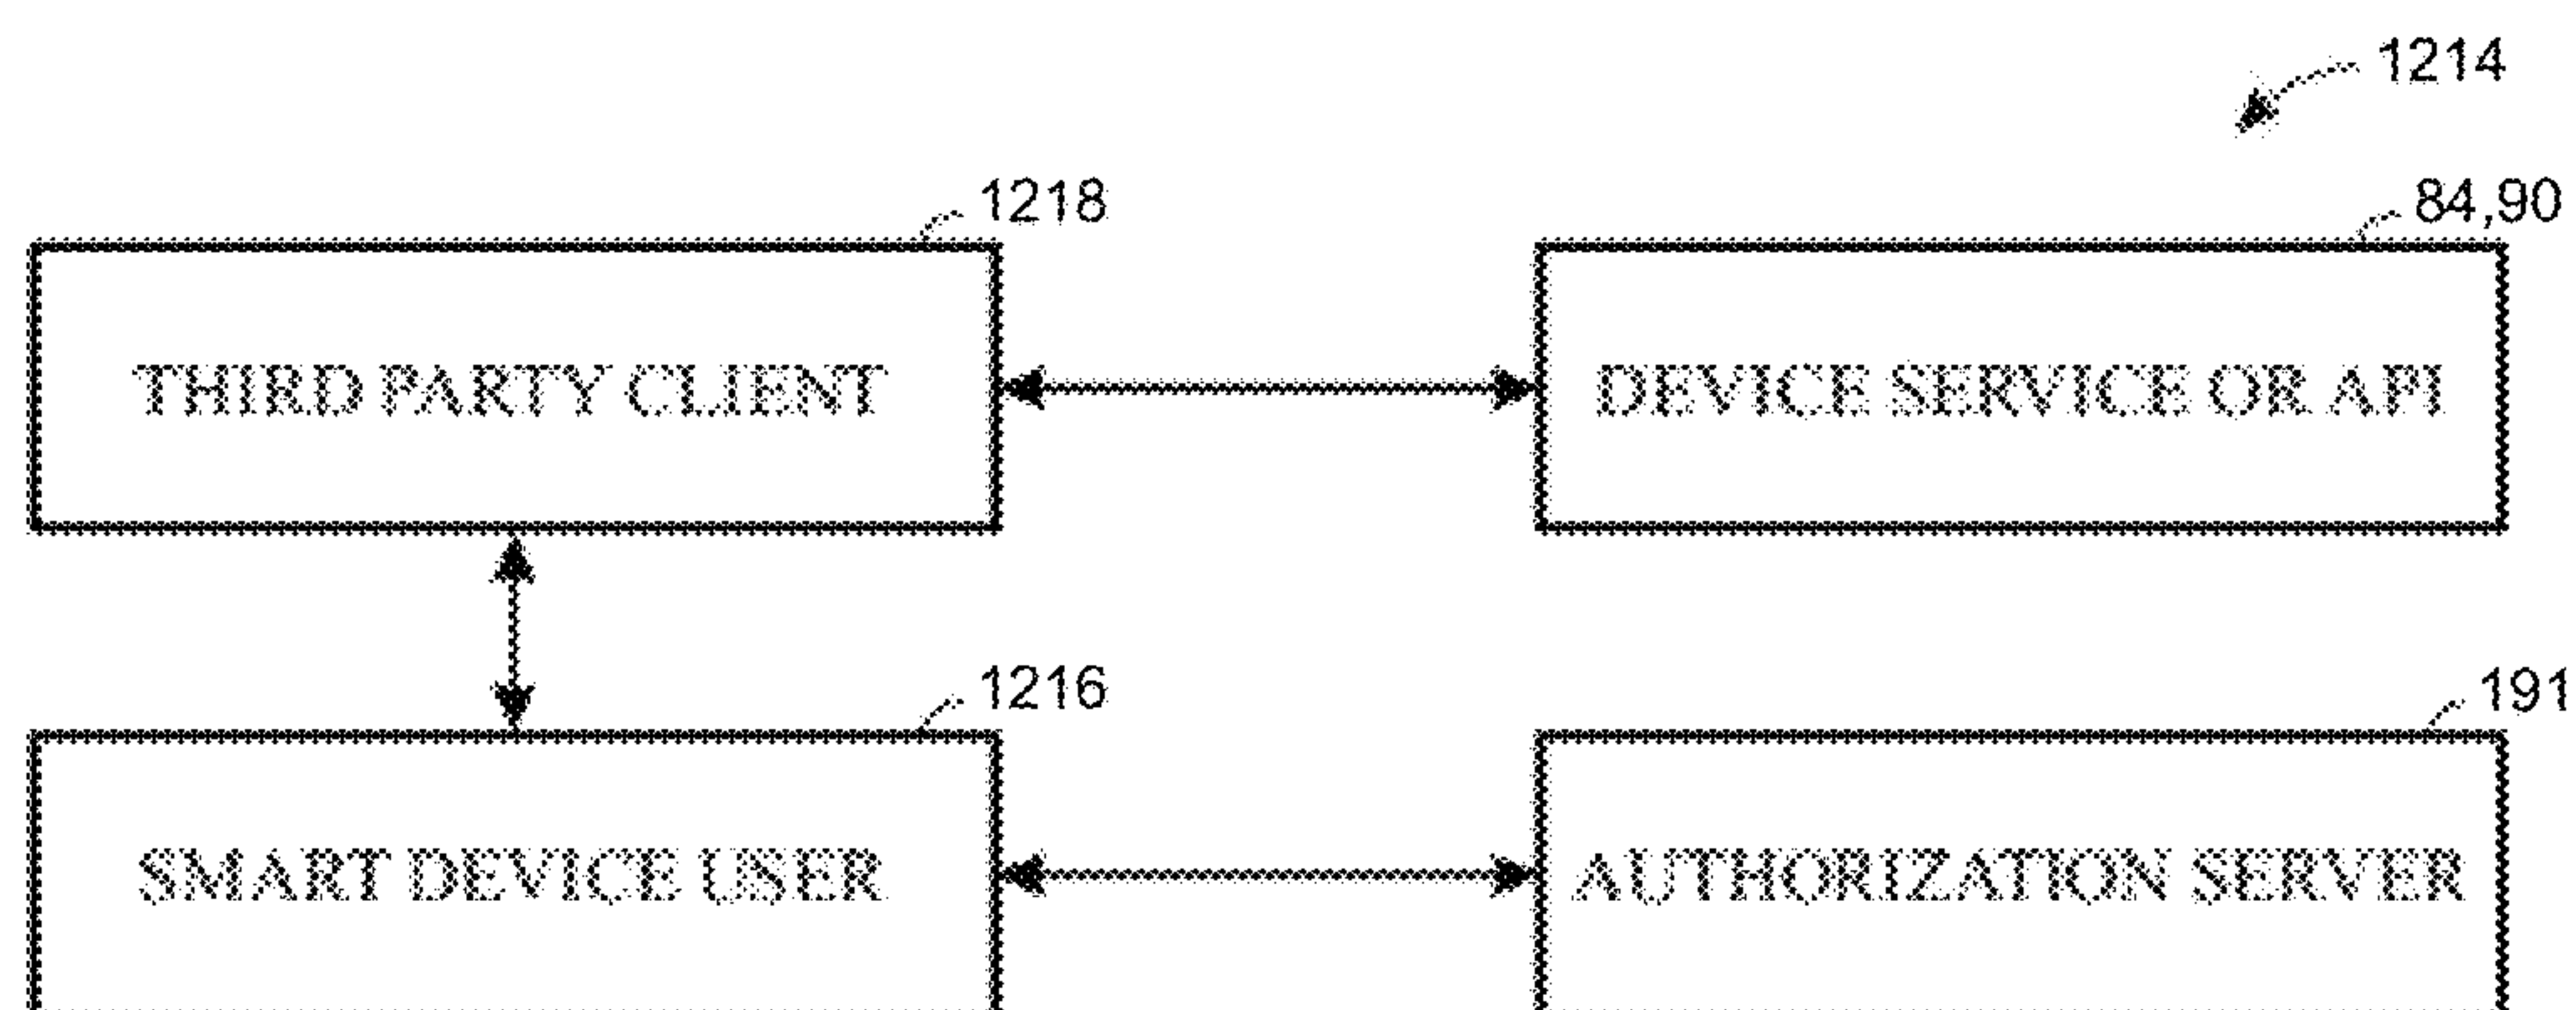 1214
1218
84,90
THIRD PARTY CLIENT
DEVICE SERVICE OR API
1216
191
SMART DEVICE USER
AUTHORIZATION SERVER